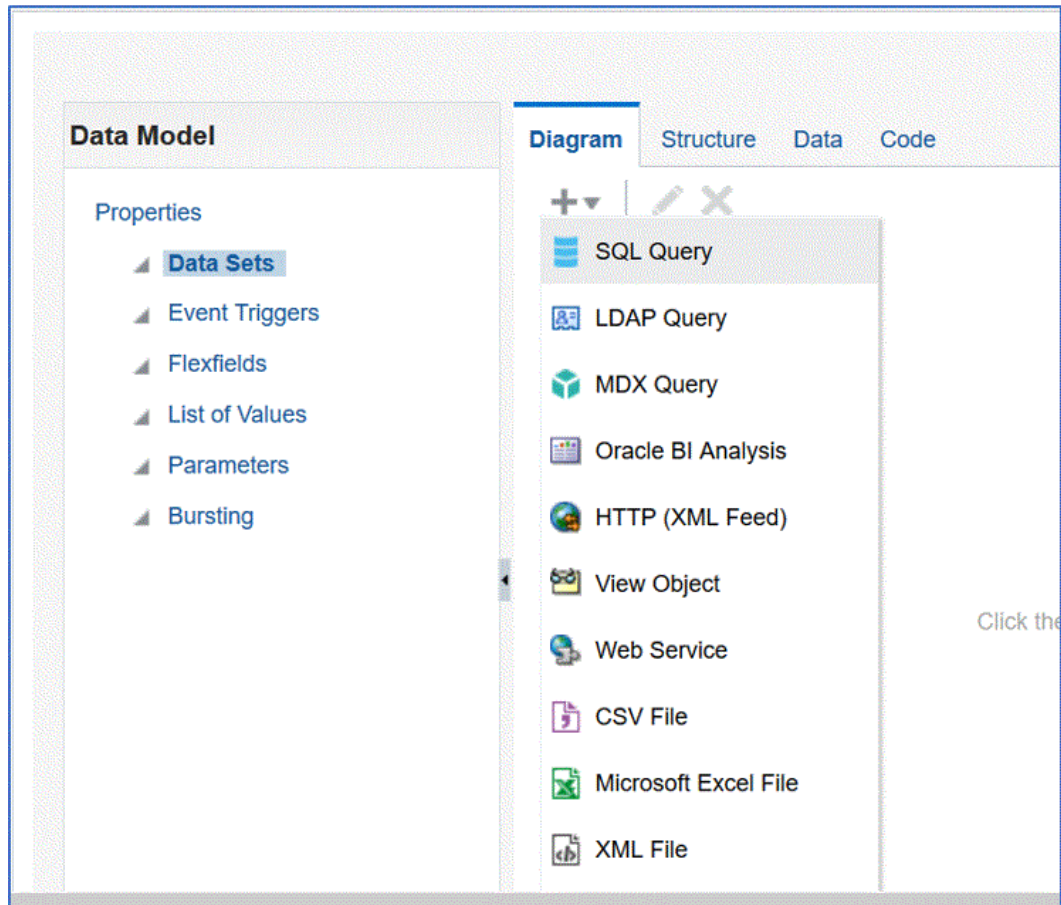 Data Model
Properties
Data Sets
Event Triggers
Flexfields
List of Values
Parameters
Bursting
Diagram Structure Data Code
SQL Query
LDAP Query
MDX Query
Oracle BI Analysis
HTTP (XML Feed)
View Object
Web Service
CSV File
Microsoft Excel File
XML File
Click the